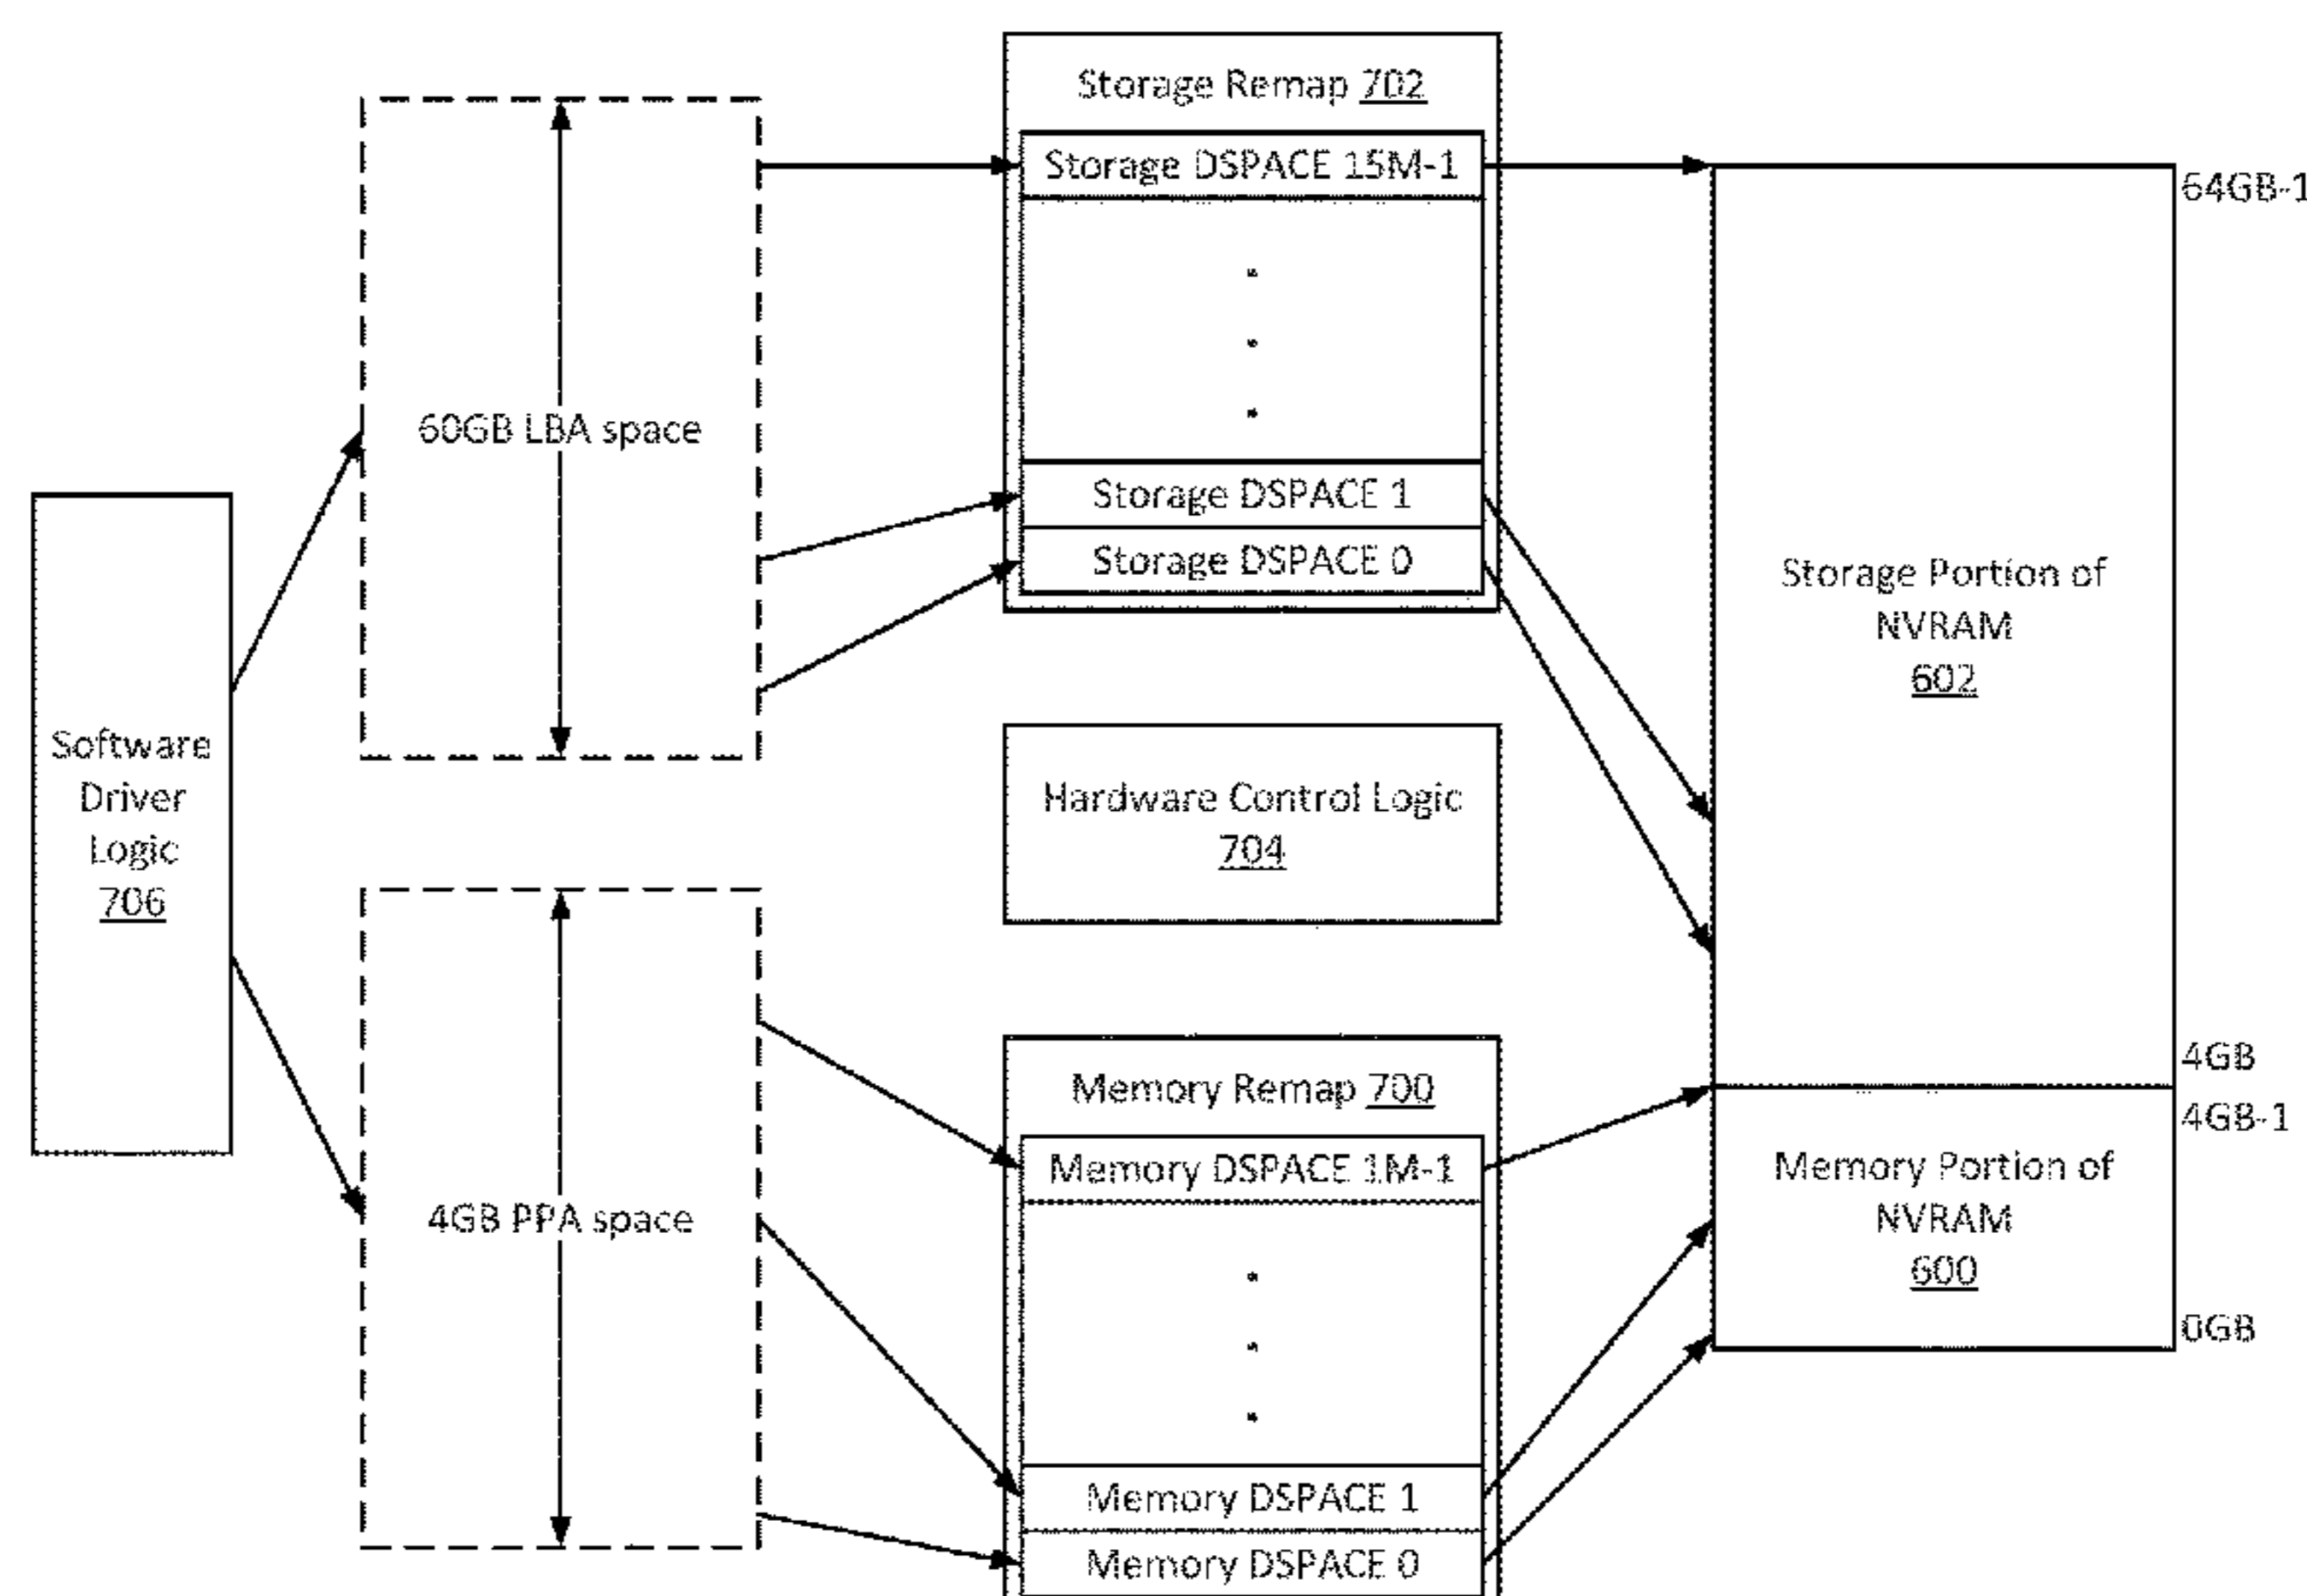 Software
Driver
Logic
706
60GB LBA space
4GB PPA space
Storage Remap 702
Storage DSPACE 15M-1
Storage DSPACE 1
Storage DSPACE 0
Hardware Control Logic
704
Memory Remap 700
Memory DSPACE 1M-1
Memory DSPACE 1
Memory DSPACE 0
64GB-1
Storage Portion of
NVRAM
602
4GB
4GB-1
Memory Portion of
NVRAM
600
0GB